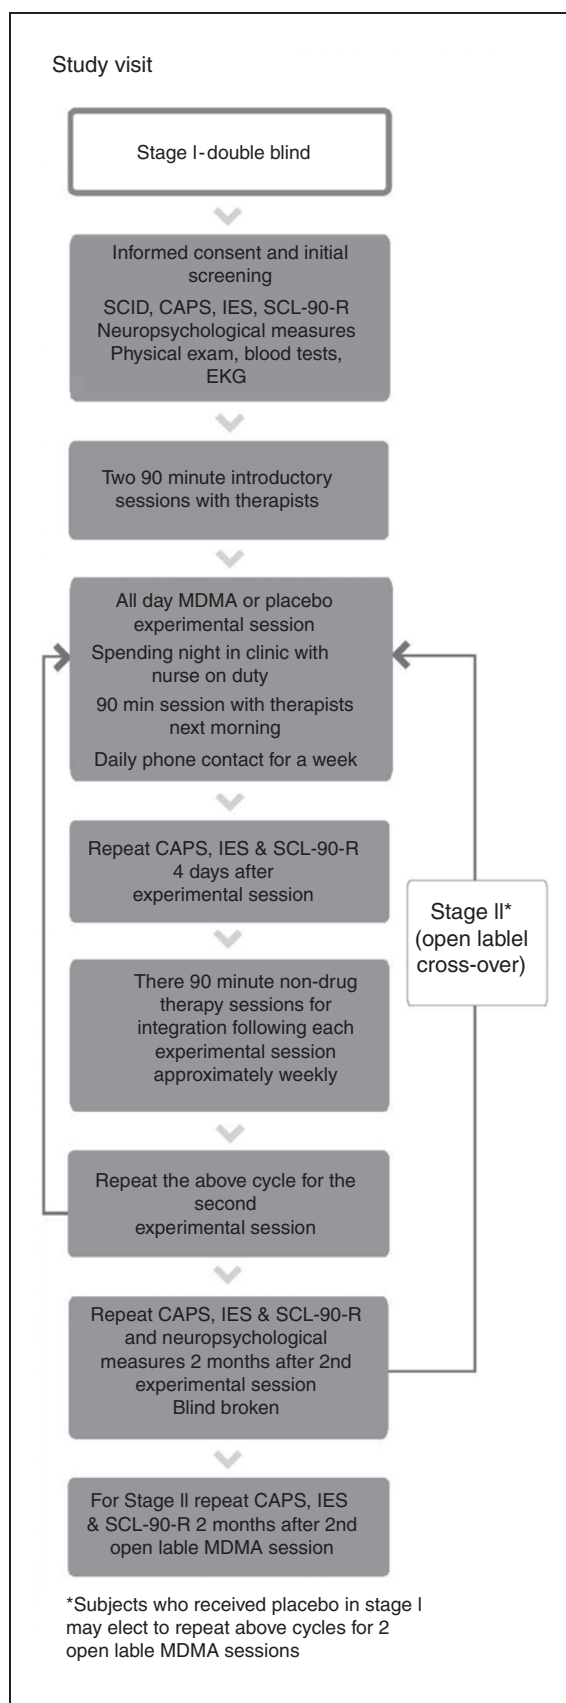 Study visit
Stage I-double blind
Informed consent and initial
screening
SCID, CAPS, IES, SCL-90-R
Neuropsychological measures
Physical exam, blood tests,
EKG
Two 90 minute introductory
sessions with therapists
All day MDMA or placebo
experimental session
Spending night in clinic with
nurse on duty
90 min session with therapists
next morning
Daily phone contact for a week
Repeat CAPS, IES & SCL-90-R
4 days after
experimental session
Stage II*
(open lablel
cross-over)
There 90 minute non-drug
therapy sessions for
integration following each
experimental session
approximately weekly
Repeat the above cycle for the
second
experimental session
Repeat CAPS, IES & SCL-90-R
and neuropsychological
measures 2 months after 2nd
experimental session
Blind broken
For Stage II repeat CAPS, IES
& SCL-90-R 2 months after 2nd
open lable MDMA session
*Subjects who received placebo in stage I
may elect to repeat above cycles for 2
open lable MDMA sessions